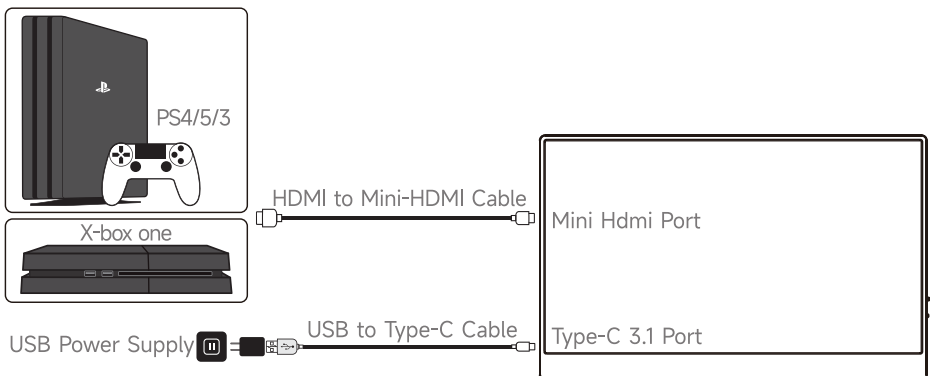 PS4/5/3
HDMI to Mini-HDMI Cable
Mini Hdmi Port
X-box one
USB to Type-C Cable
Type-C 3.1 Port
USB Power Supply